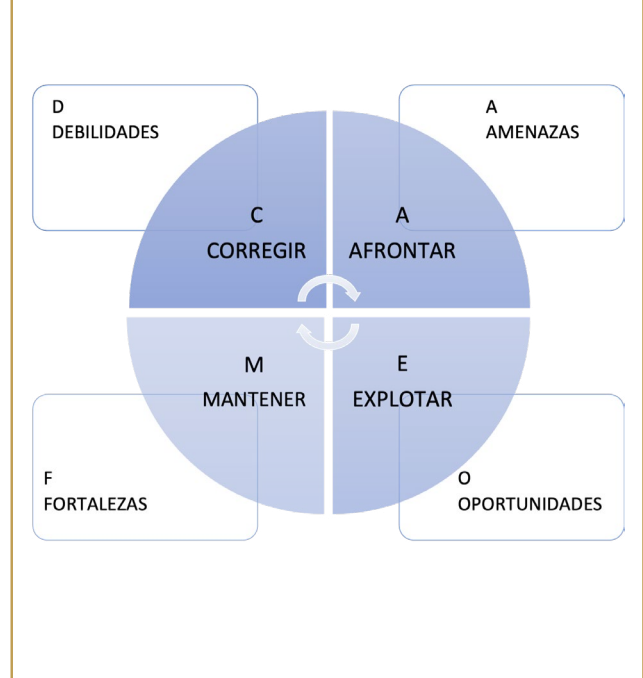 D
DEBILIDADES
A
AMENAZAS
C
CORREGIR
A
AFRONTAR
M
MANTENER
E
EXPLOTAR
F
FORTALEZAS
O
OPORTUNIDADES